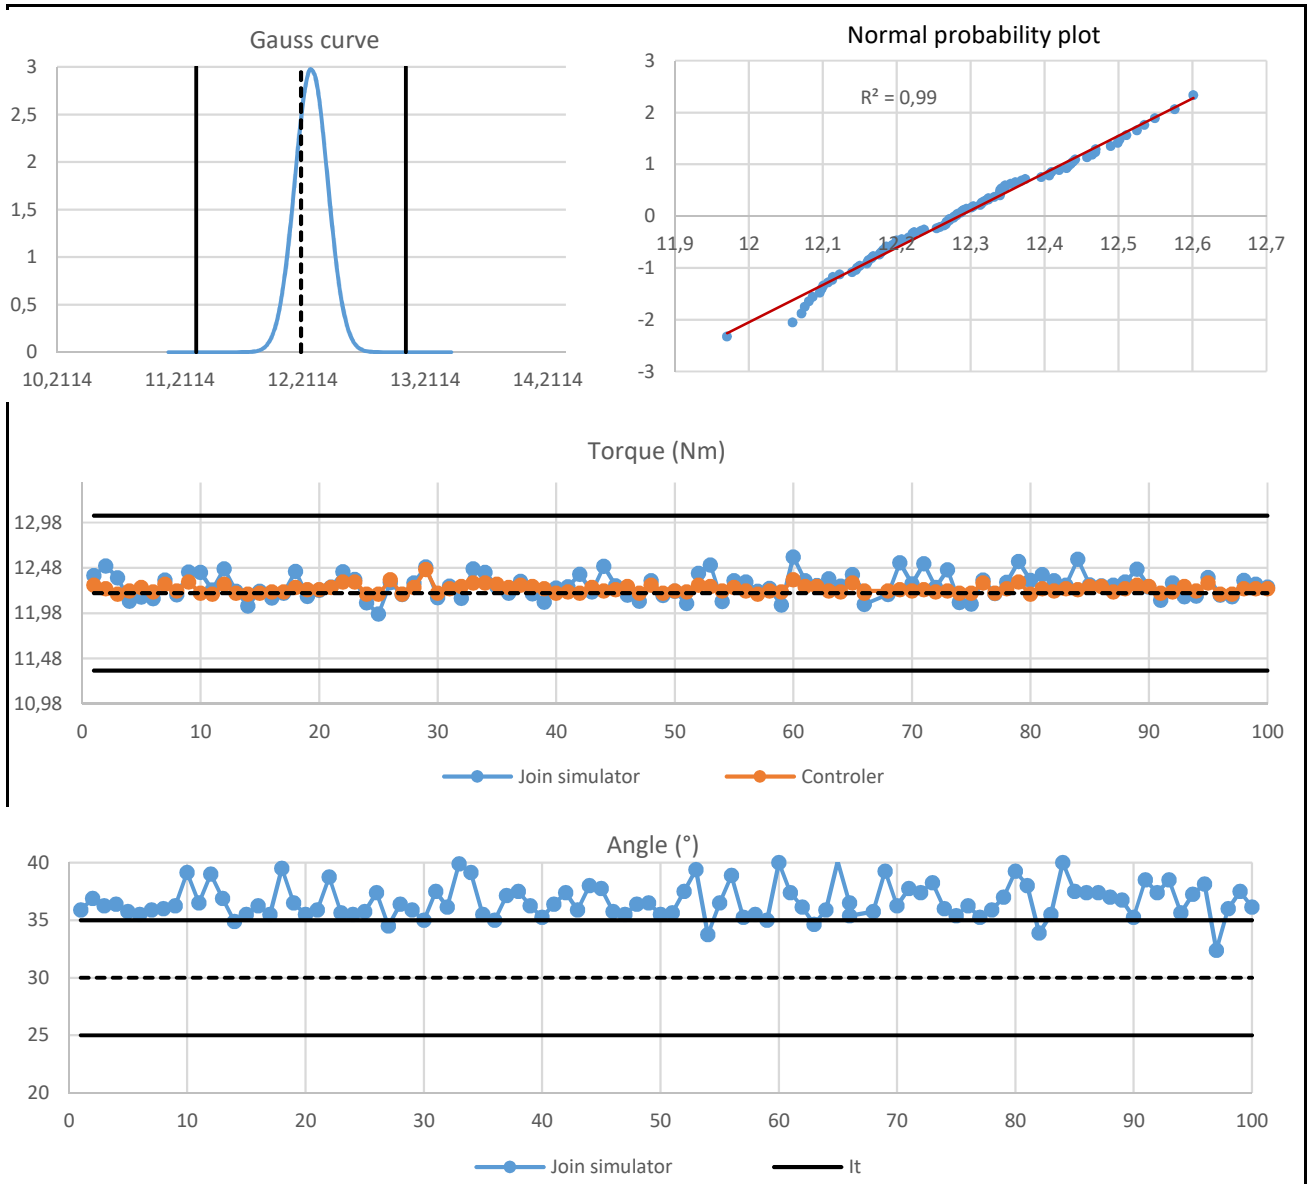 Gauss curve
3
2,5
2
1,5
1
0,5
0
10,2114 11,2114 12,2114 13,2114 14,2114
Normal probability plot
R² = 0,99
3
2
1
0
-1
-2
-3
11,9 12 12,1 12,2 12,3 12,4 12,5 12,6 12,7
Torque (Nm)
12,98
12,48
11,98
11,48
10,98
0 10 20 30 40 50 60 70 80 90 100
Join simulator Controler
Angle (°)
40
35
30
25
20
0 10 20 30 40 50 60 70 80 90 100
Join simulator It